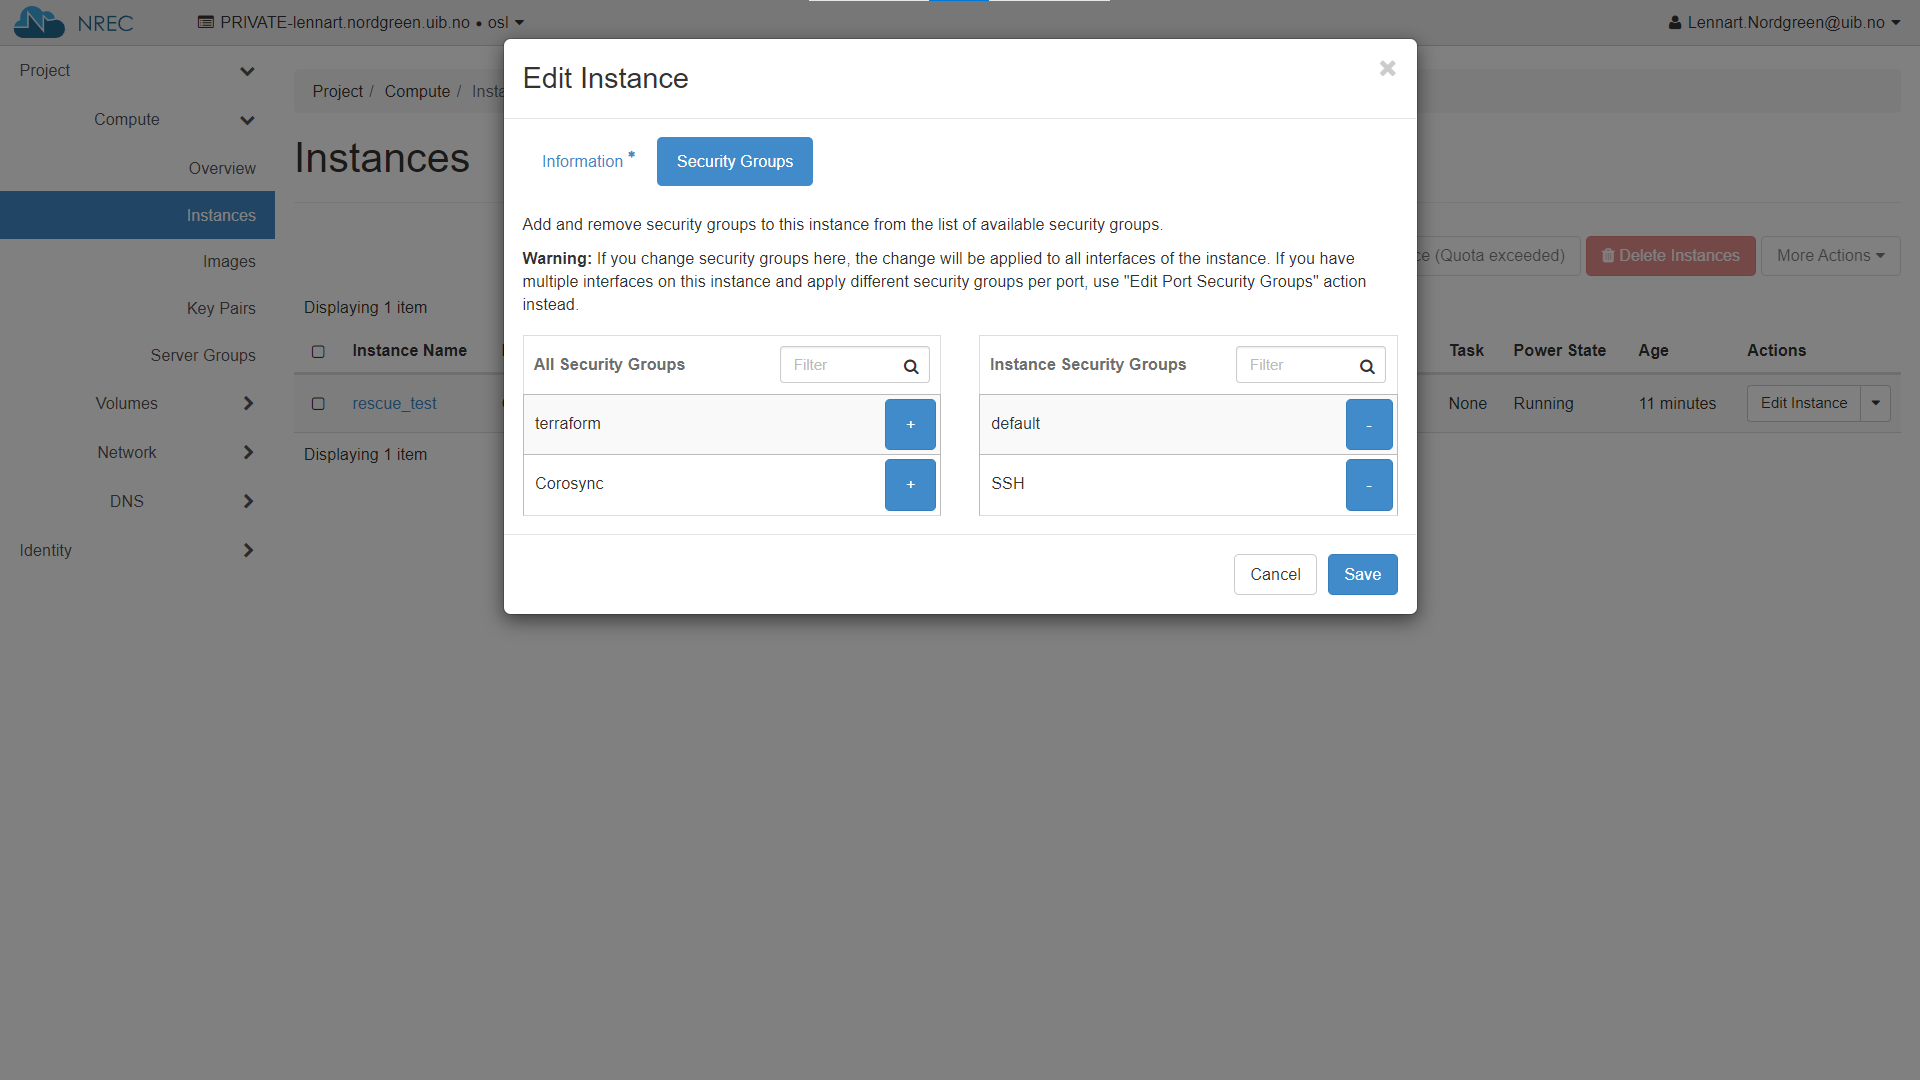 NREC
PRIVATE-lennart.nordgreen.uib.no • osl
Lennart.Nordgreen@uib.no
Project
Compute
Overview
Instances
Images
Key Pairs
Server Groups
Volumes
Network
DNS
Identity
Project / Compute / Insta
Instances
ce (Quota exceeded)
Delete Instances
More Actions
Displaying 1 item
Instance Name
Task
Power State
Age
Actions
rescue_test
None
Running
11 minutes
Edit Instance
Displaying 1 item
Edit Instance
×
Information *
Security Groups
Add and remove security groups to this instance from the list of available security groups.
Warning: If you change security groups here, the change will be applied to all interfaces of the instance. If you have
multiple interfaces on this instance and apply different security groups per port, use "Edit Port Security Groups" action
instead.
All Security Groups
Filter
terraform
+
Corosync
+
Instance Security Groups
Filter
default
-
SSH
-
Cancel
Save